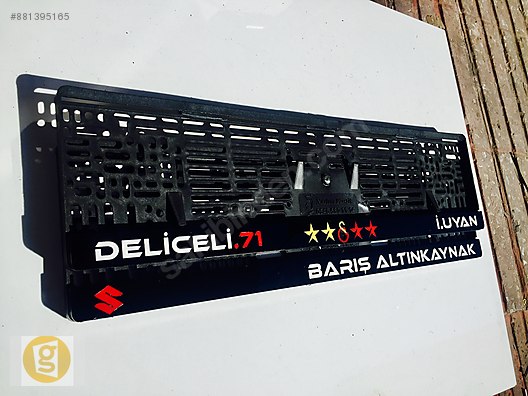 #881395165
DELİCELİ.71
İ.UYAN
BARIŞ ALTINKAYNAK
g